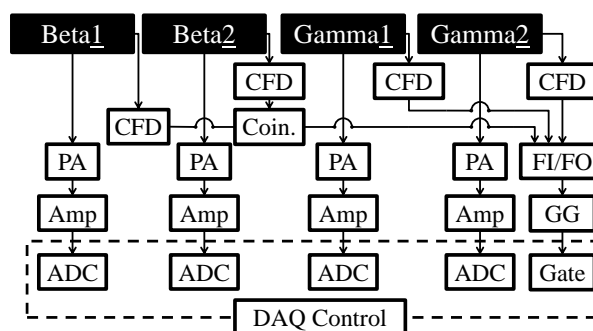 Beta1 Beta2 Gamma1 Gamma2
CFD CFD CFD
CFD Coin.
PA PA PA PA FI/FO
Amp Amp Amp Amp GG
ADC ADC ADC ADC Gate
DAQ Control